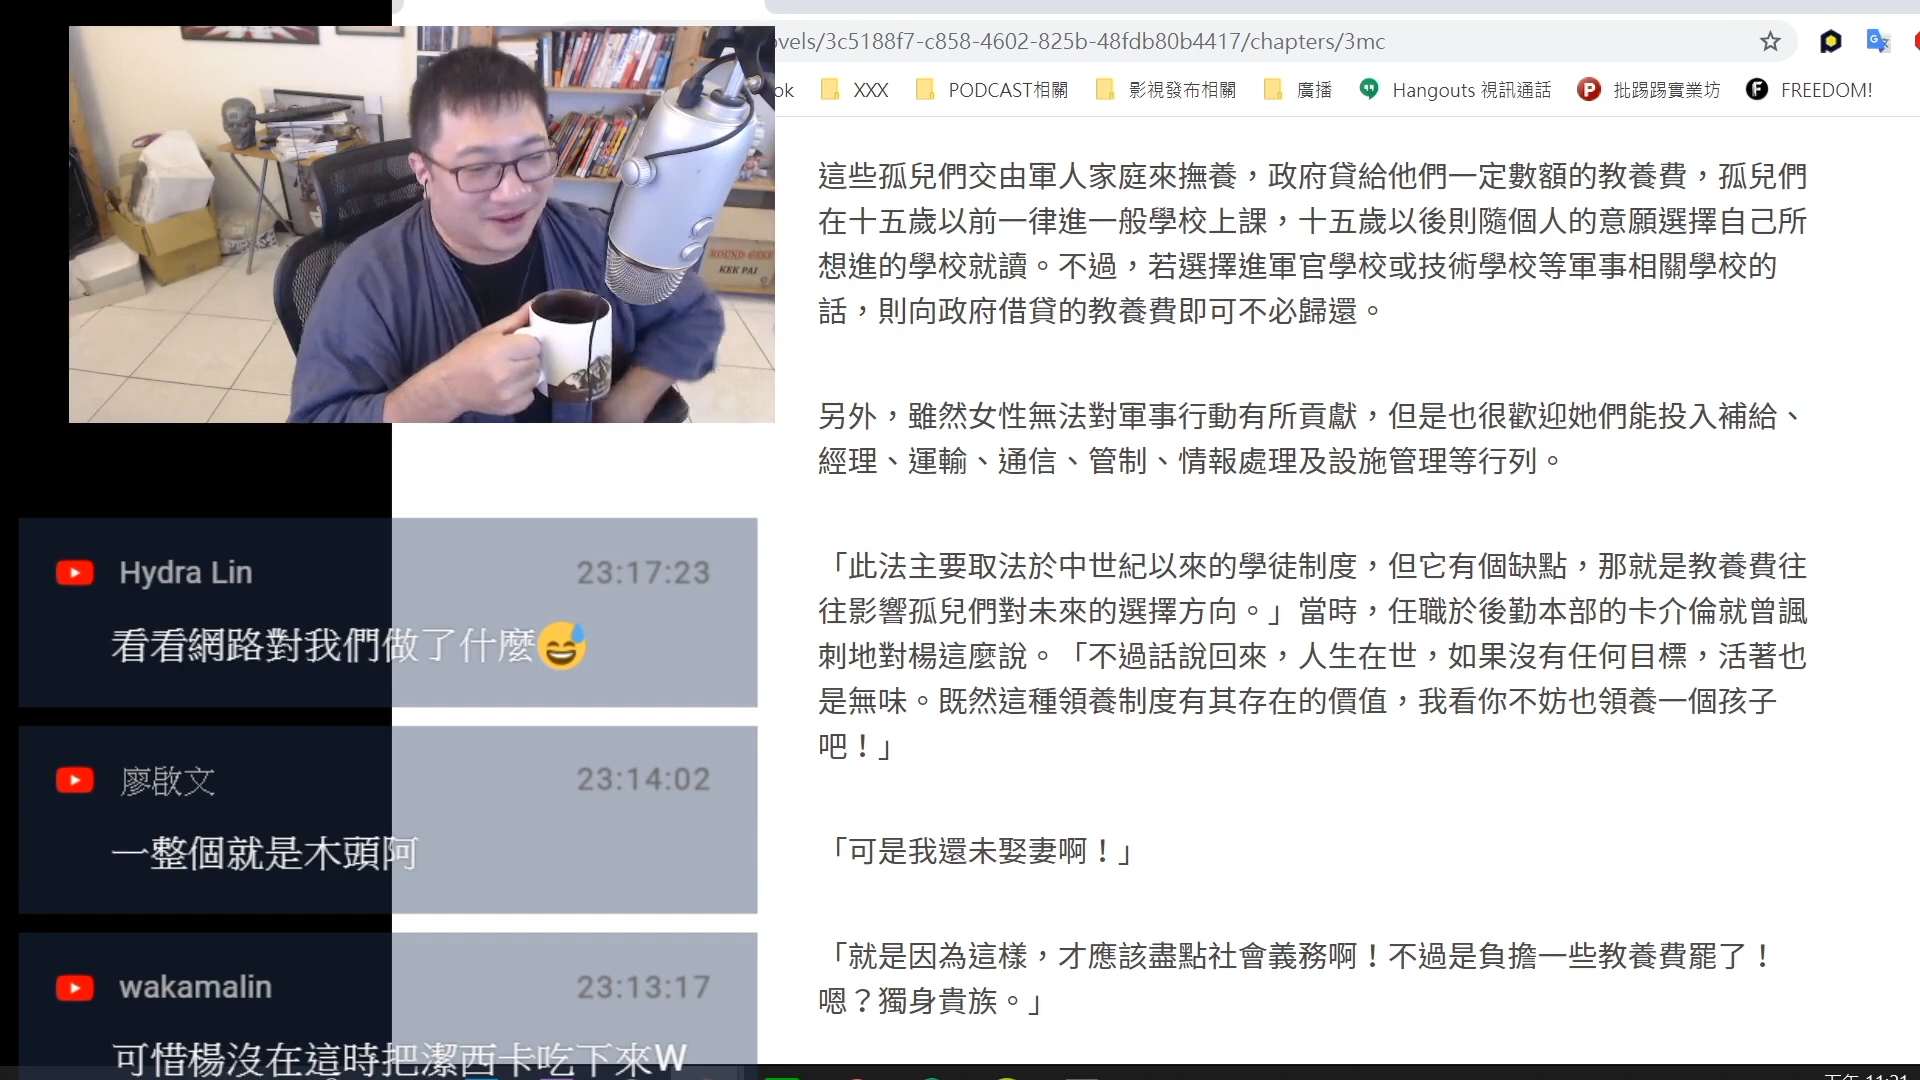 ovels/3c5188f7-c858-4602-825b-48fdb80b4417/chapters/3mc
ok
XXX
PODCAST相關
影視發布相關
廣播
Hangouts 視訊通話
批踢踢實業坊
FREEDOM!
KEK PAI
這些孤兒們交由軍人家庭來撫養，政府貸給他們一定數額的教養費，孤兒們
在十五歲以前一律進一般學校上課，十五歲以後則隨個人的意願選擇自己所
想進的學校就讀。不過，若選擇進軍官學校或技術學校等軍事相關學校的
話，則向政府借貸的教養費即可不必歸還。
另外，雖然女性無法對軍事行動有所貢獻，但是也很歡迎她們能投入補給、
經理、運輸、通信、管制、情報處理及設施管理等行列。
「此法主要取法於中世紀以來的學徒制度，但它有個缺點，那就是教養費往
往影響孤兒們對未來的選擇方向。」當時，任職於後勤本部的卡介倫就曾諷
刺地對楊這麼說。「不過話說回來，人生在世，如果沒有任何目標，活著也
是無味。既然這種領養制度有其存在的價值，我看你不妨也領養一個孩子
吧！」
「可是我還未娶妻啊！」
「就是因為這樣，才應該盡點社會義務啊！不過是負擔一些教養費罷了！
嗯？獨身貴族。」
Hydra Lin 23:17:23
看看網路對我們做了什麼😅
廖啟文 23:14:02
一整個就是木頭阿
wakamalin 23:13:17
可惜楊沒在這時把潔西卡吃下來W